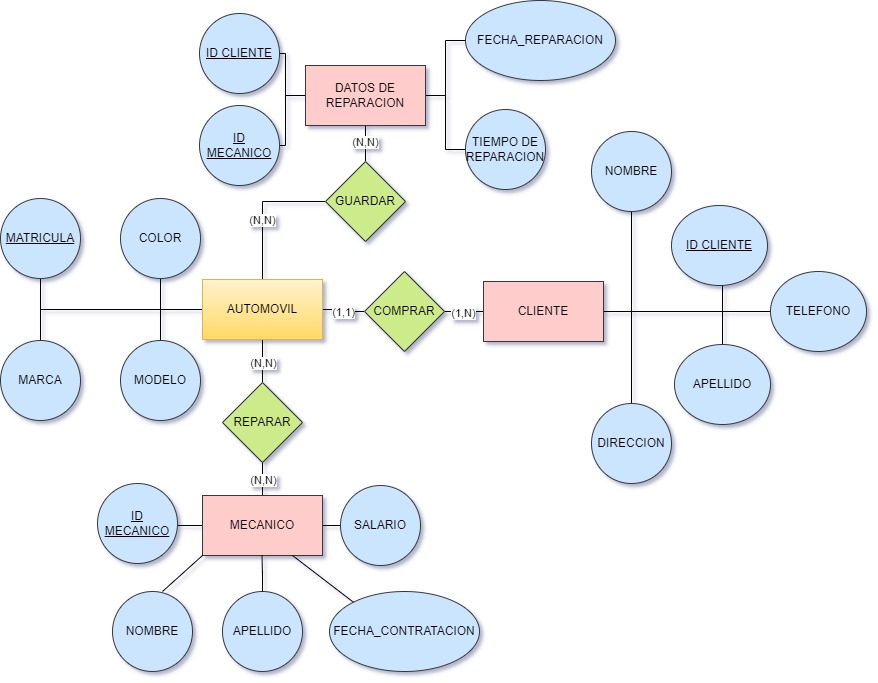 ID CLIENTE
FECHA_REPARACION
DATOS DE
REPARACION
ID
MECANICO
(N,N)
TIEMPO DE
REPARACION
NOMBRE
GUARDAR
(N,N)
MATRICULA
COLOR
ID CLIENTE
AUTOMOVIL
(1,1)
COMPRAR
(1,N)
CLIENTE
TELEFONO
(N,N)
MARCA
MODELO
APELLIDO
REPARAR
DIRECCION
(N,N)
ID
MECANICO
MECANICO
SALARIO
NOMBRE
APELLIDO
FECHA_CONTRATACION